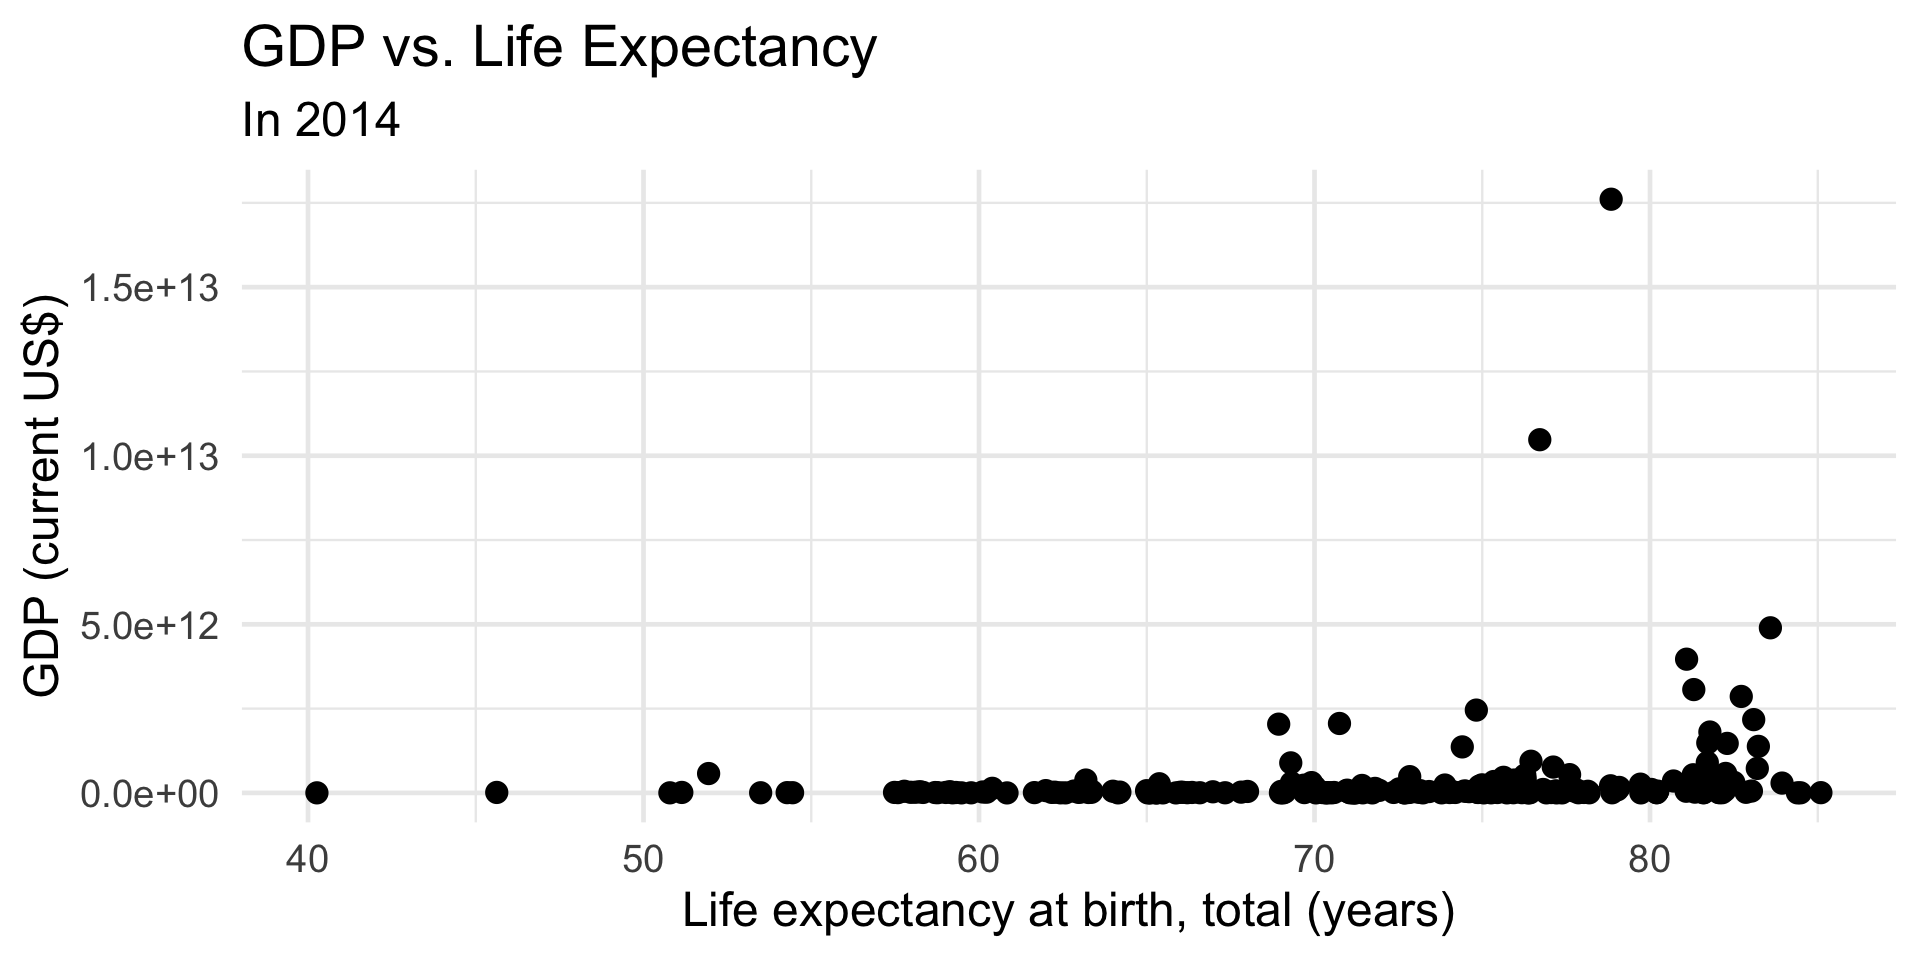 GDP vs. Life Expectancy
In 2014
GDP (current US$)
1.5e+13
1.0e+13
5.0e+12
0.0e+00
40 50 60 70 80
Life expectancy at birth, total (years)